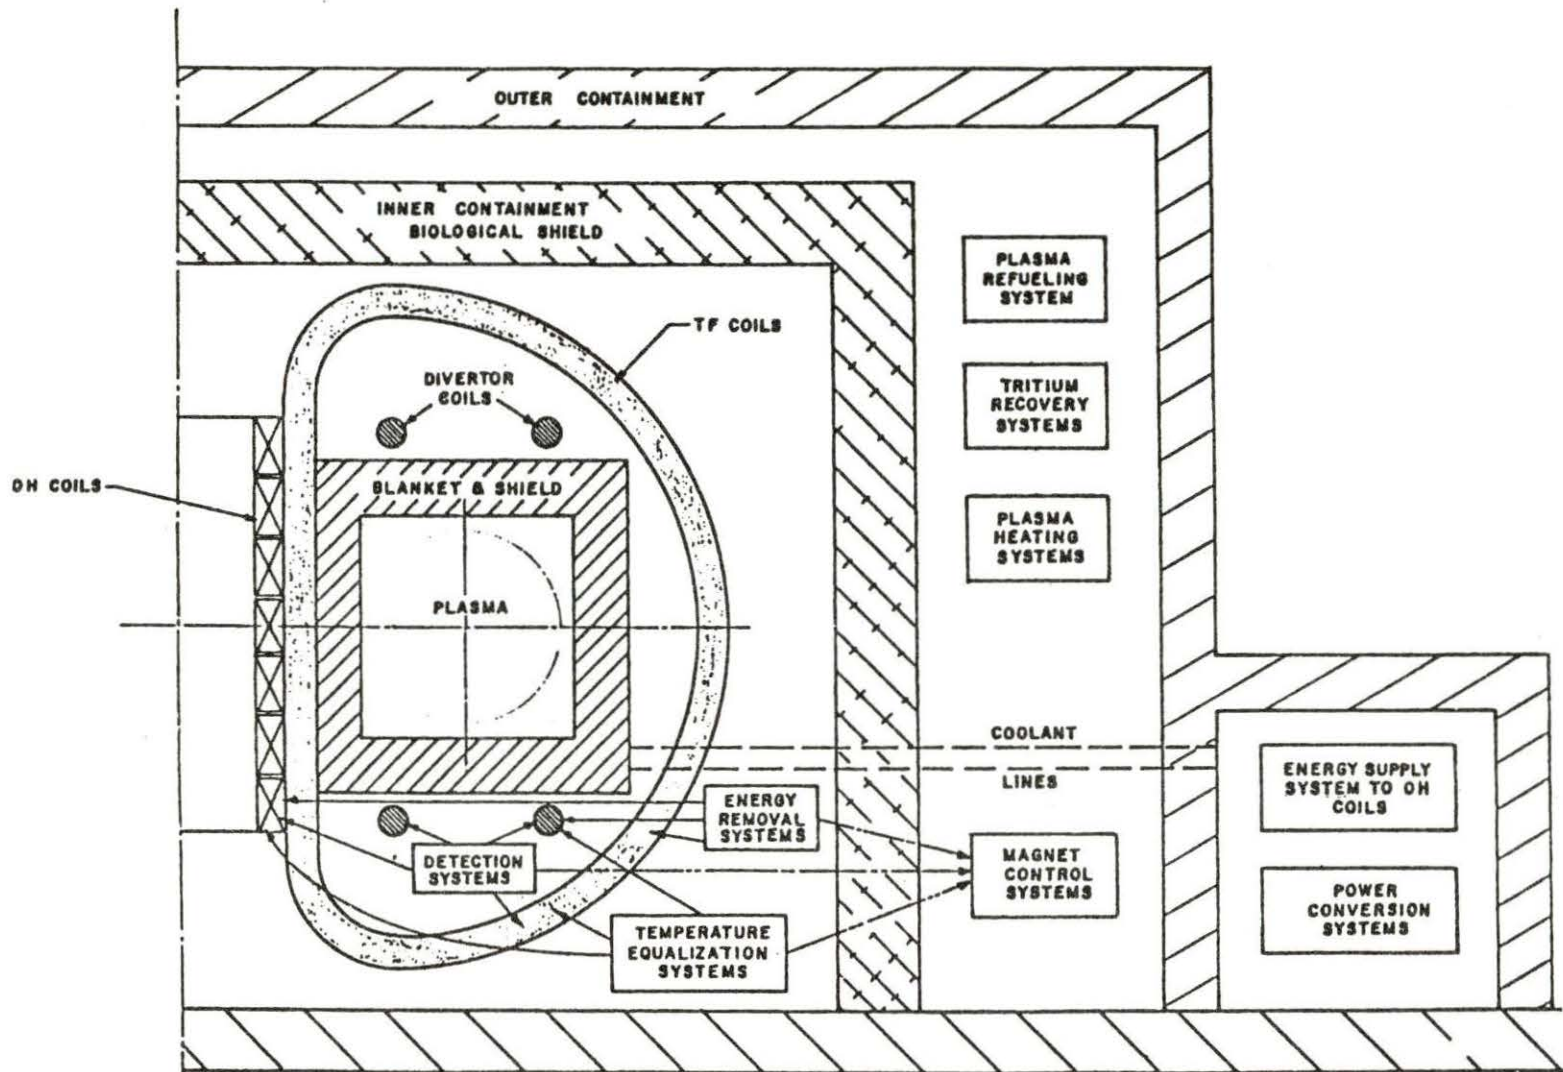 OUTER CONTAINMENT
INNER CONTAINMENT
BIOLOGICAL SHIELD
PLASMA
REFUELING
SYSTEM
TF COILS
DIVERTOR
COILS
TRITIUM
RECOVERY
SYSTEMS
OH COILS
BLANKET & SHIELD
PLASMA
HEATING
SYSTEMS
PLASMA
COOLANT
LINES
ENERGY SUPPLY
SYSTEM TO OH
COILS
ENERGY
REMOVAL
SYSTEMS
DETECTION
SYSTEMS
MAGNET
CONTROL
SYSTEMS
POWER
CONVERSION
SYSTEMS
TEMPERATURE
EQUALIZATION
SYSTEMS